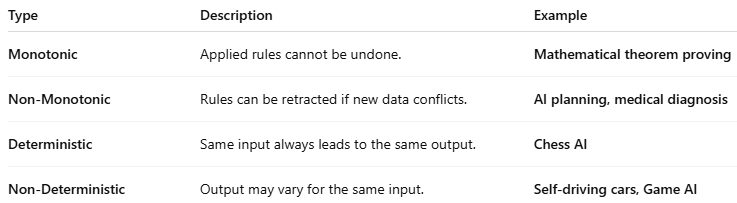 Type Description Example
Monotonic Applied rules cannot be undone. Mathematical theorem proving
Non-Monotonic Rules can be retracted if new data conflicts. AI planning, medical diagnosis
Deterministic Same input always leads to the same output. Chess AI
Non-Deterministic Output may vary for the same input. Self-driving cars, Game AI